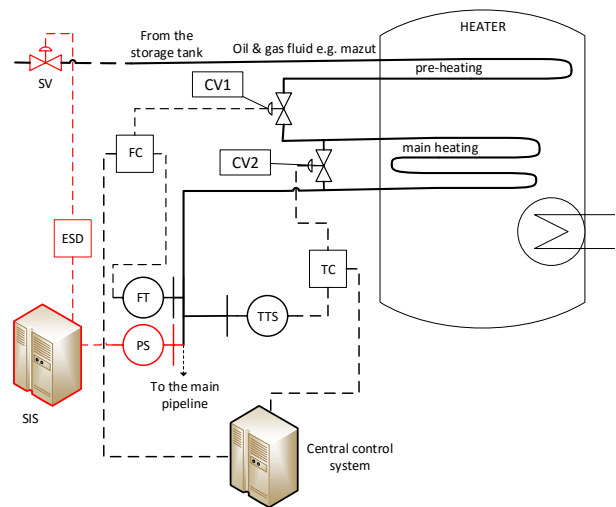 HEATER
From the
storage tank
Oil & gas fluid e.g. mazut
pre-heating
SV
CV1
FC
main heating
CV2
ESD
TC
FT
TTS
PS
To the main
pipeline
SIS
Central control
system